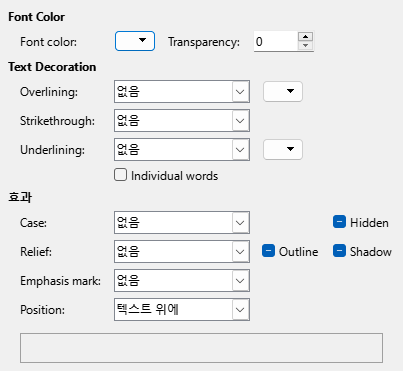 Font Color
Font color: Transparency: 0
Text Decoration
Overlining: 없음
Strikethrough: 없음
Underlining: 없음
Individual words
효과
Case: 없음 Hidden
Relief: 없음 Outline Shadow
Emphasis mark: 없음
Position: 텍스트 위에